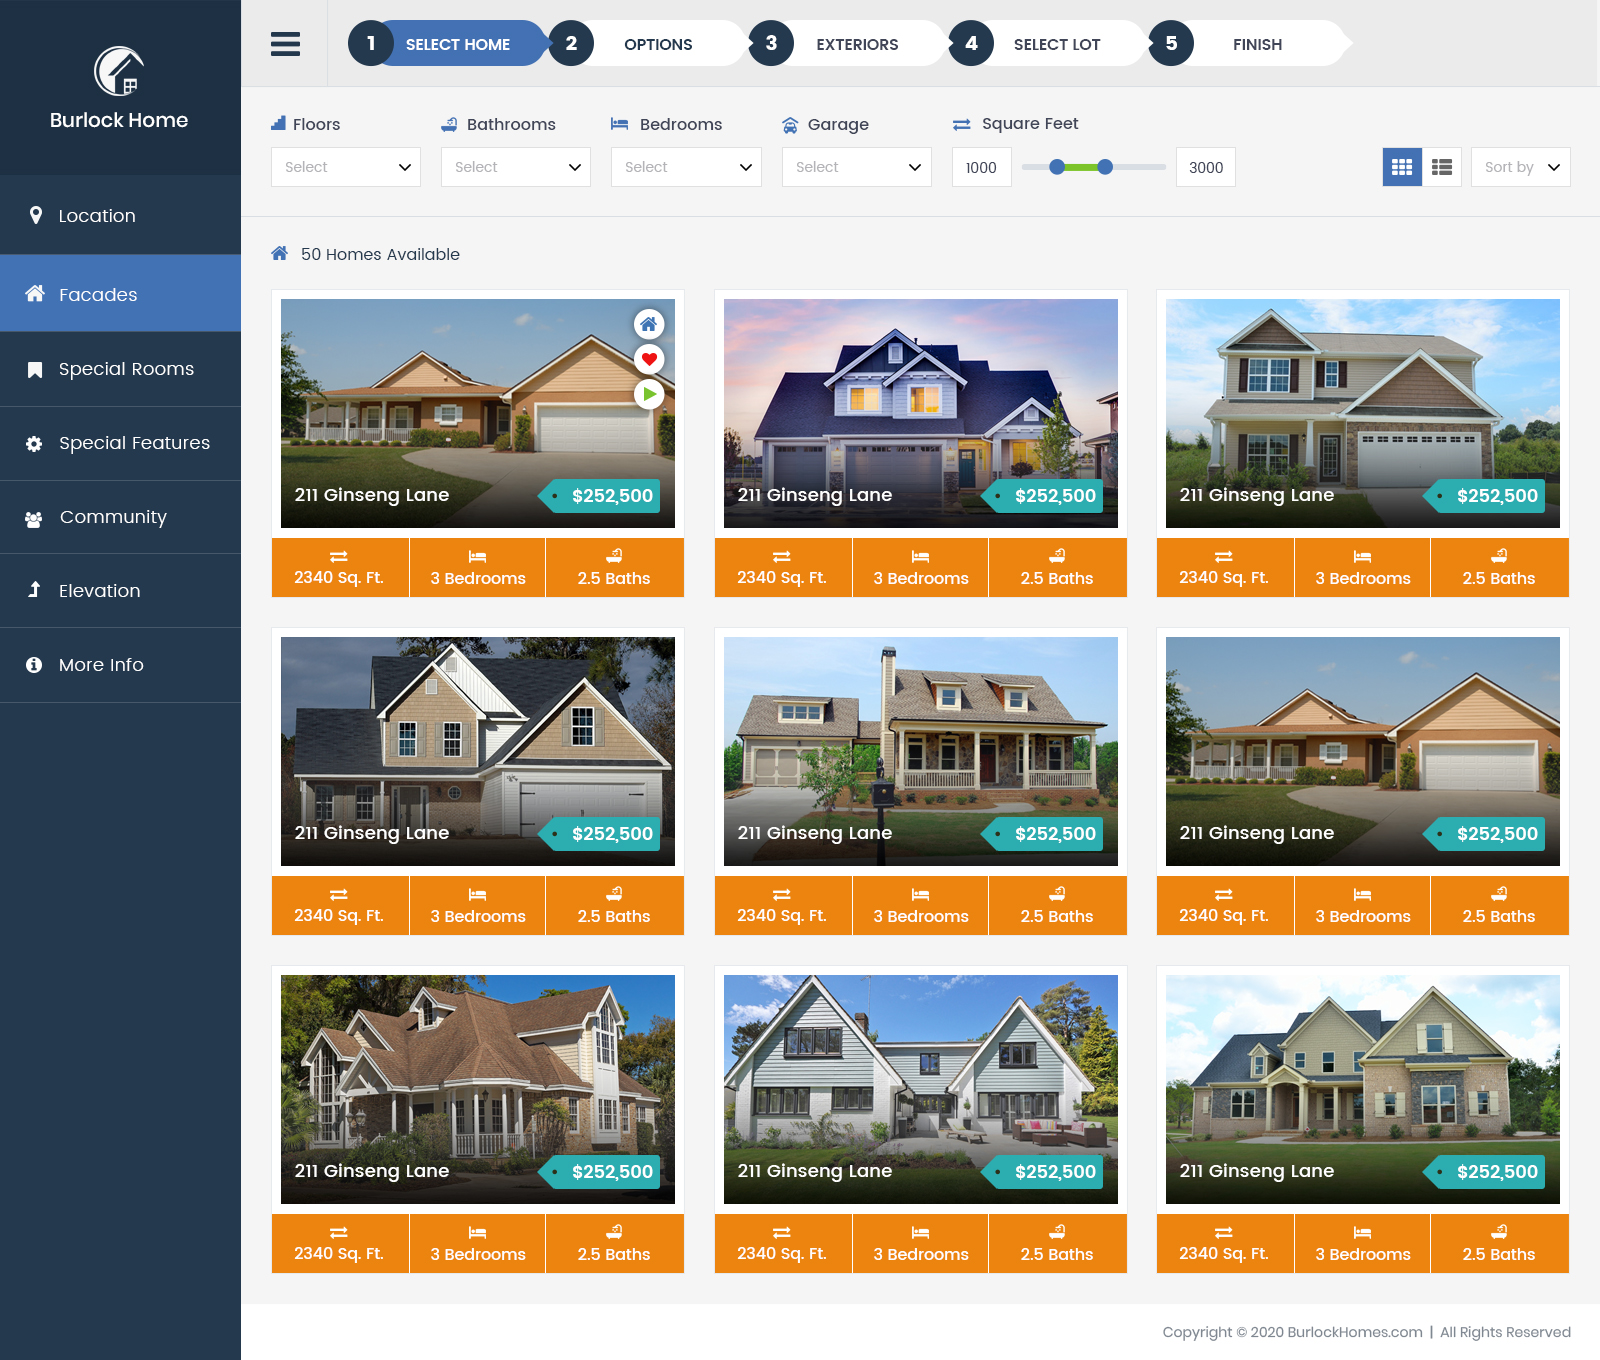 Burlock Home
Location
Facades
Special Rooms
Special Features
Community
Elevation
More Info
1 SELECT HOME 2 OPTIONS 3 EXTERIORS 4 SELECT LOT 5 FINISH
Floors Bathrooms Bedrooms Garage Square Feet
Select Select Select Select 1000 3000 Sort by
50 Homes Available
211 Ginseng Lane $252,500 211 Ginseng Lane $252,500 211 Ginseng Lane $252,500
2340 Sq. Ft. 3 Bedrooms 2.5 Baths 2340 Sq. Ft. 3 Bedrooms 2.5 Baths 2340 Sq. Ft. 3 Bedrooms 2.5 Baths
211 Ginseng Lane $252,500 211 Ginseng Lane $252,500 211 Ginseng Lane $252,500
2340 Sq. Ft. 3 Bedrooms 2.5 Baths 2340 Sq. Ft. 3 Bedrooms 2.5 Baths 2340 Sq. Ft. 3 Bedrooms 2.5 Baths
211 Ginseng Lane $252,500 211 Ginseng Lane $252,500 211 Ginseng Lane $252,500
2340 Sq. Ft. 3 Bedrooms 2.5 Baths 2340 Sq. Ft. 3 Bedrooms 2.5 Baths 2340 Sq. Ft. 3 Bedrooms 2.5 Baths
Copyright © 2020 BurlockHomes.com | All Rights Reserved